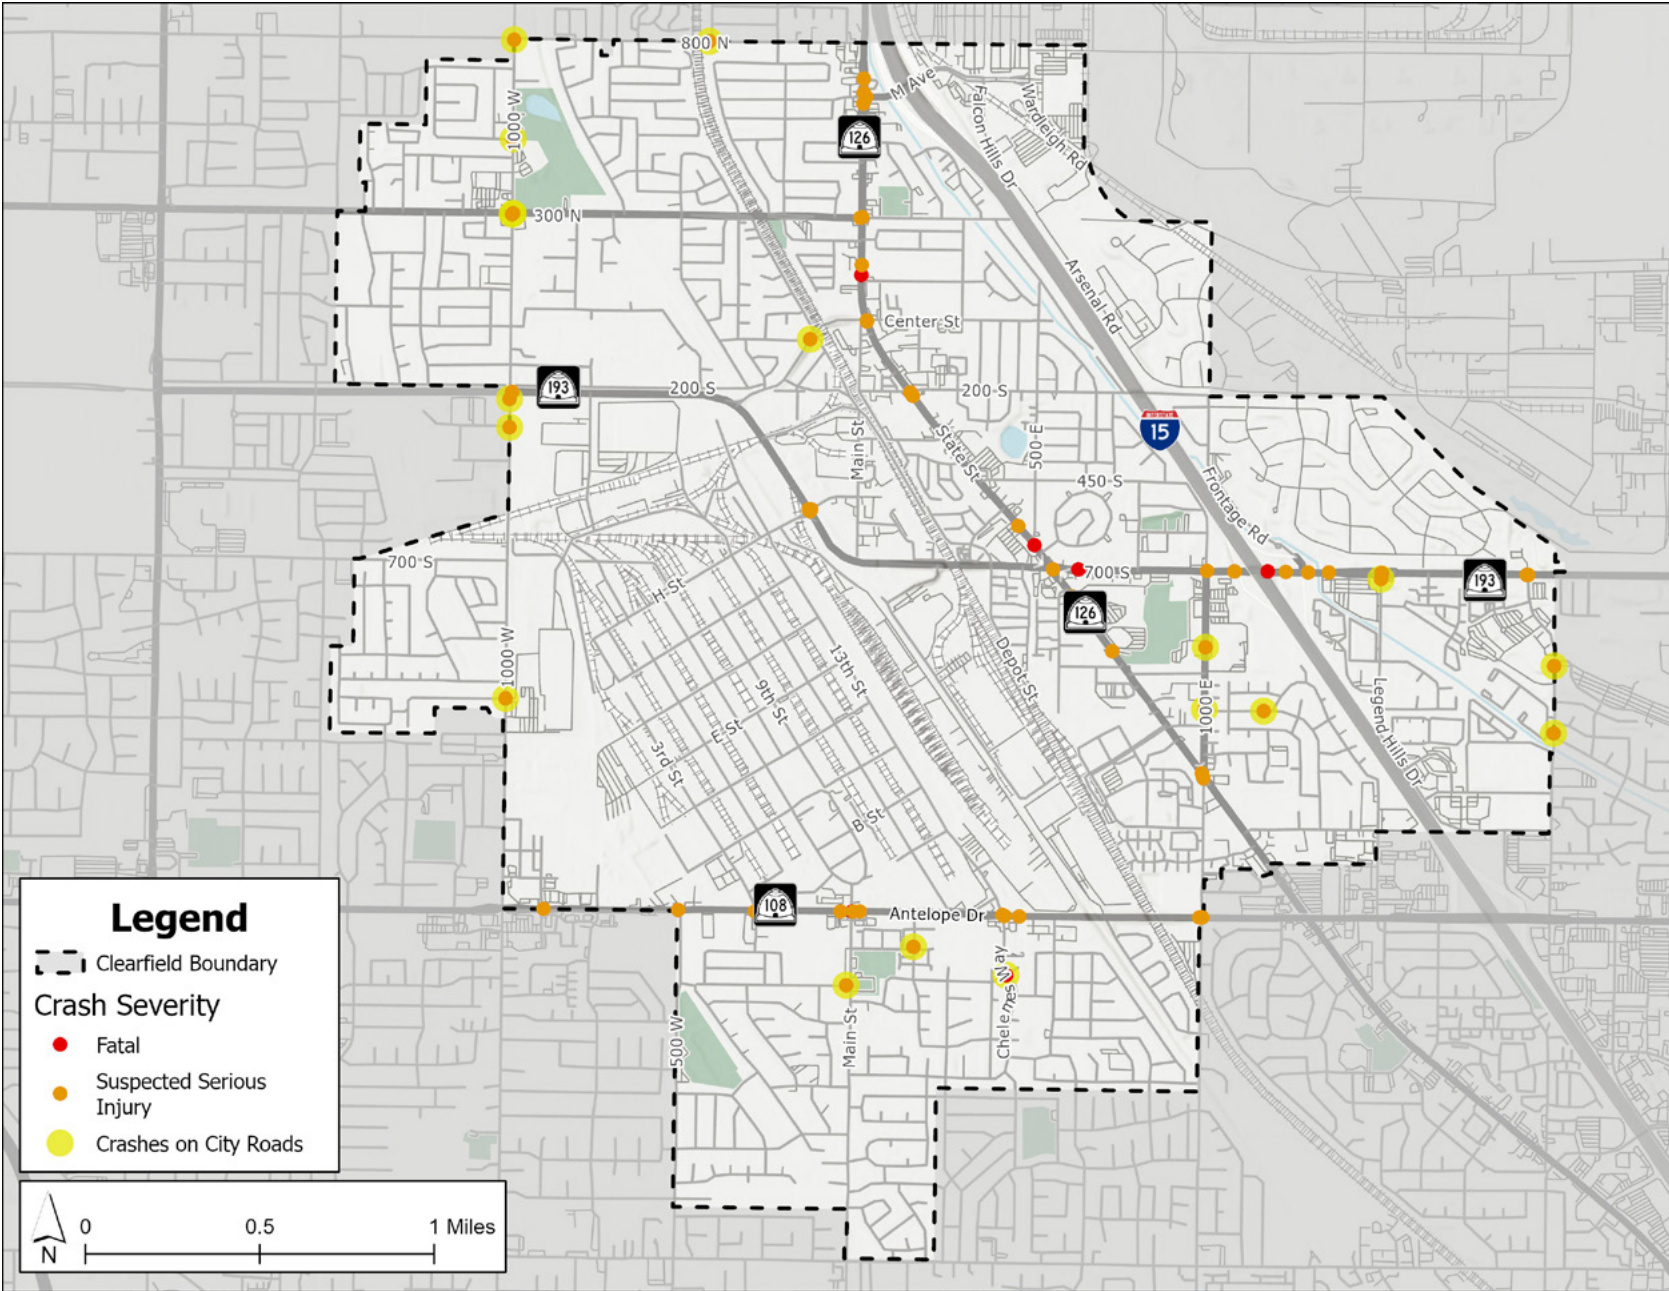 800 N
M Ave
Wardleigh Rd
Falcon Hills Dr
1000 W
126
300 N
Arsenal Rd
Center St
193
200 S
200 S
15
Main St
State St
500 E
450 S
Frontage Rd
700 S
700 S
193
H St
126
1000 W
13th St
Depot St
9th St
E St
3rd St
1000 E
Legend Hills Dr
B St
108
Antelope Dr
500 W
Main St
Legend
Clearfield Boundary
Crash Severity
Fatal
Suspected Serious
Injury
Crashes on City Roads
N
0 0.5 1 Miles